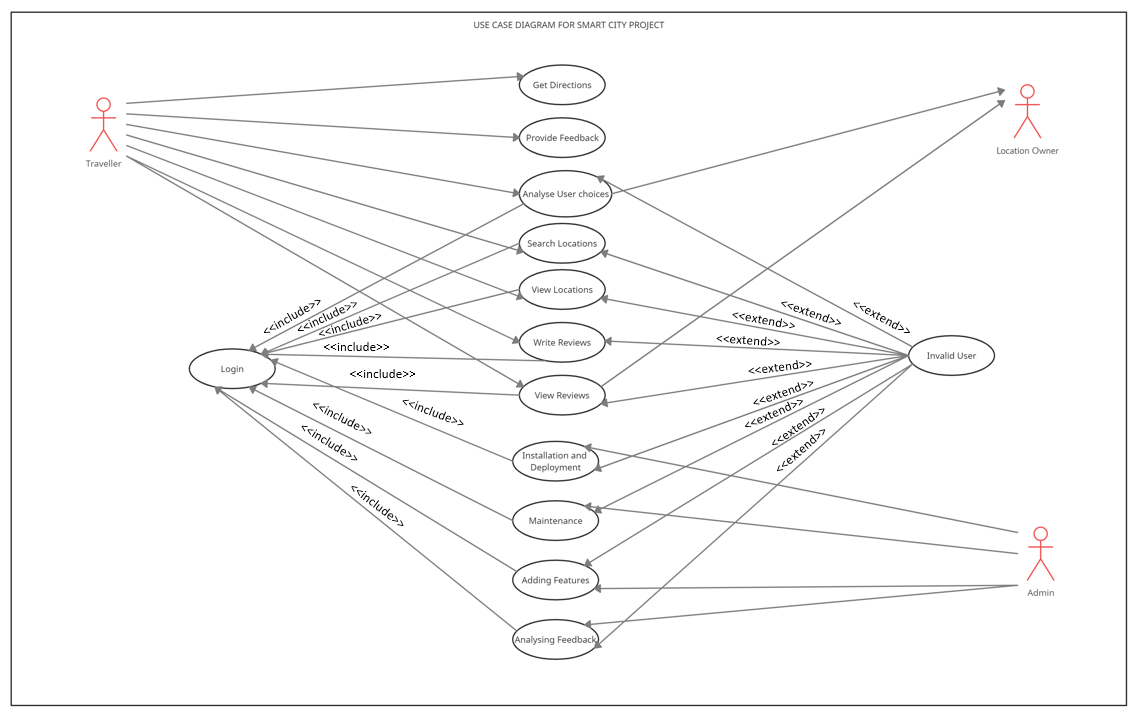 USE CASE DIAGRAM FOR SMART CITY PROJECT
Get Directions
Traveller
Provide Feedback
Location Owner
Analyse User choices
Search Locations
View Locations
<<include>>
<<include>>
<<include>>
<<extend>>
<<extend>>
<<extend>>
<<include>>
Write Reviews
<<extend>>
Invalid User
Login
<<include>>
<<extend>>
View Reviews
<<extend>>
<<include>>
<<include>>
<<extend>>
<<extend>>
<<include>>
<<extend>>
Installation and
Deployment
<<include>>
Maintenance
Adding Features
Admin
Analysing Feedback